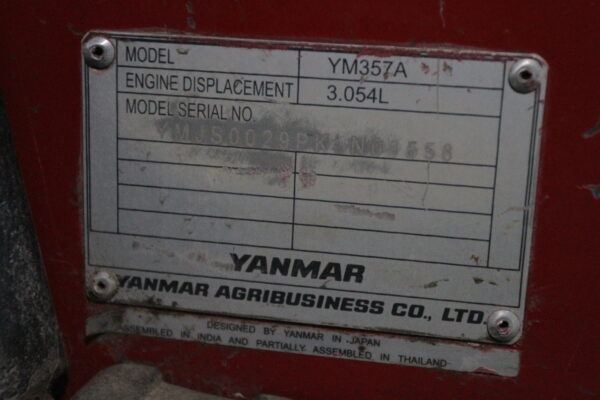 MODEL YM357A
ENGINE DISPLACEMENT 3.054L
MODEL SERIAL NO.
YANMAR
YANMAR AGRIBUSINESS CO., LTD.
DESIGNED BY YANMAR IN JAPAN
ASSEMBLED IN INDIA AND PARTIALLY ASSEMBLED IN THAILAND